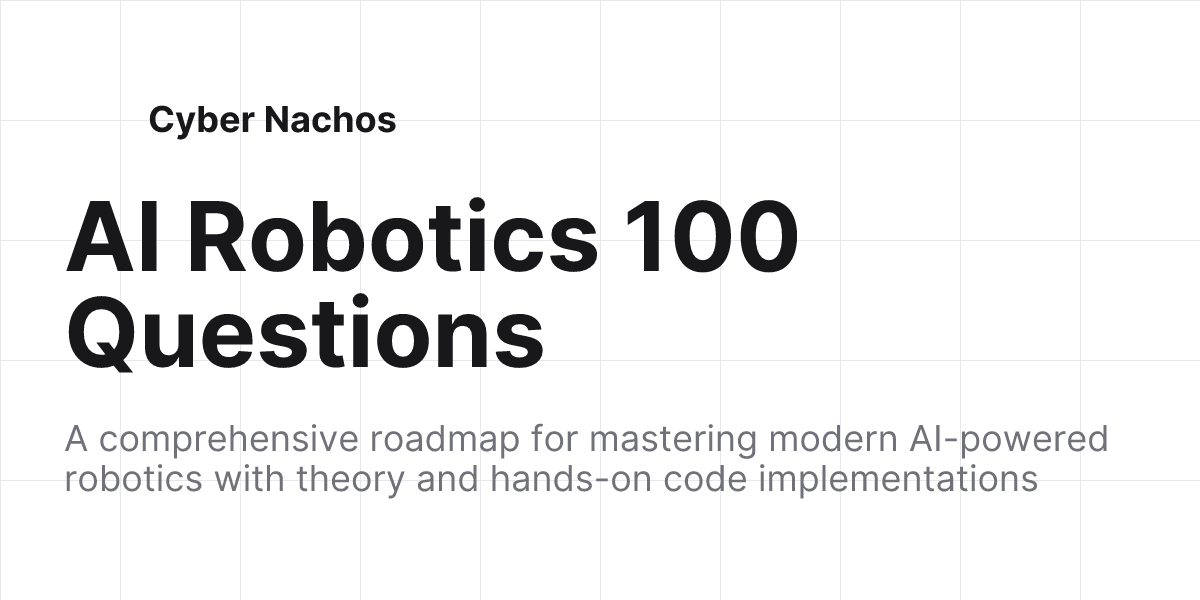 Cyber Nachos
AI Robotics 100
Questions
A comprehensive roadmap for mastering modern AI-powered
robotics with theory and hands-on code implementations